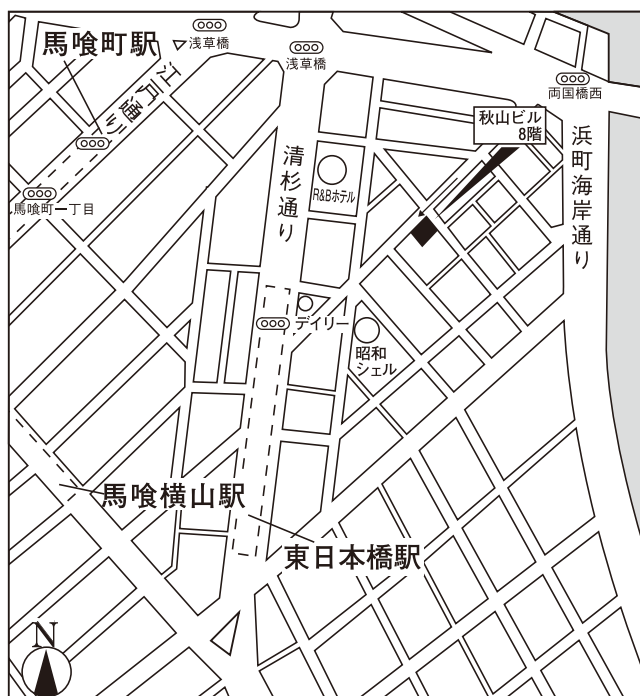 浅草橋
馬喰町駅
浅草橋
江戸通り
両国橋西
秋山ビル
8階
浜町海岸通り
清杉通り
R&Bホテル
馬喰町一丁目
デイリー
昭和
シェル
馬喰横山駅
東日本橋駅
N